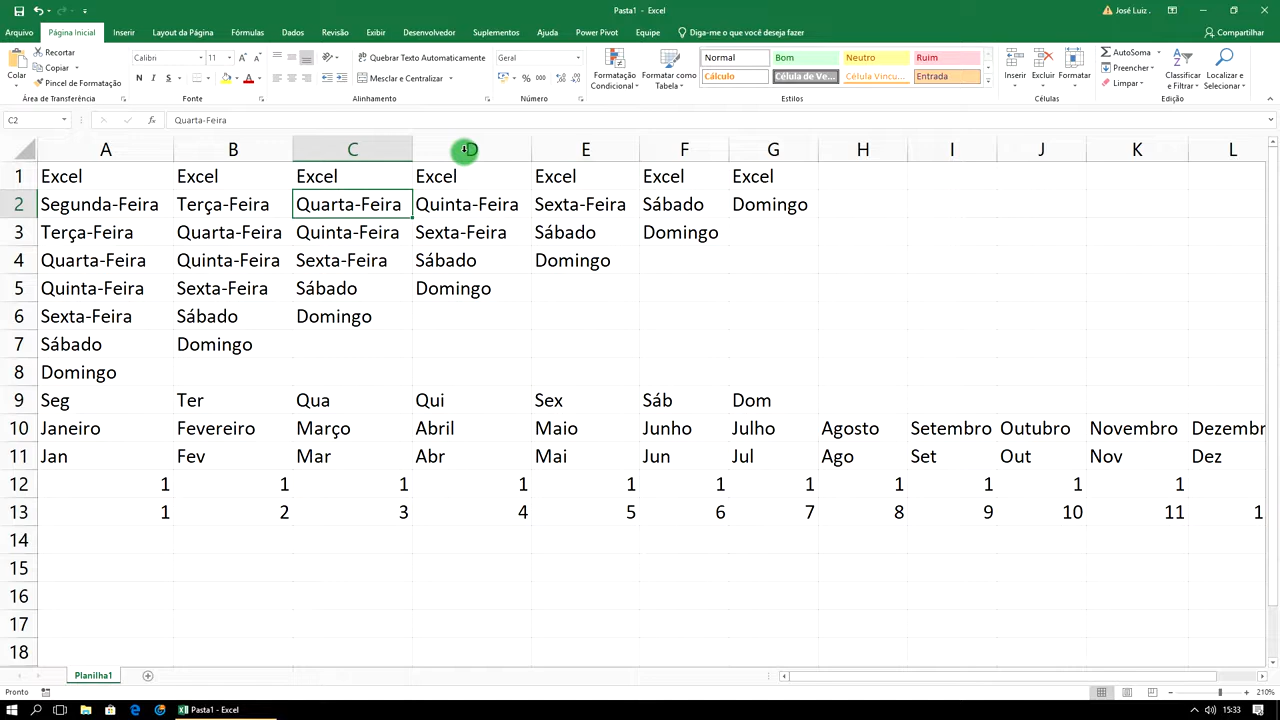 Pasta1 - Excel
José Luiz .
Arquivo Página Inicial Inserir Layout da Página Fórmulas Dados Revisão Exibir Desenvolvedor Suplementos Ajuda Power Pivot Equipe Diga-me o que você deseja fazer Compartilhar
Colar
Recortar
Copiar
Pincel de Formatação
Área de Transferência
Calibri 11
N I S
Fonte
ab Quebrar Texto Automaticamente
Mesclar e Centralizar
Alinhamento
Geral
% 000
Número
Formatação Condicional
Formatar como Tabela
Normal Bom Neutro Ruim
Cálculo Célula de Ve... Célula Vincu... Entrada
Estilos
Inserir Excluir Formatar
Células
AutoSoma
Preencher
Limpar
Classificar e Filtrar
Localizar e Selecionar
Edição
C2 fx Quarta-Feira
A B C D E F G H I J K L
1 Excel Excel Excel Excel Excel Excel Excel
2 Segunda-Feira Terça-Feira Quarta-Feira Quinta-Feira Sexta-Feira Sábado Domingo
3 Terça-Feira Quarta-Feira Quinta-Feira Sexta-Feira Sábado Domingo
4 Quarta-Feira Quinta-Feira Sexta-Feira Sábado Domingo
5 Quinta-Feira Sexta-Feira Sábado Domingo
6 Sexta-Feira Sábado Domingo
7 Sábado Domingo
8 Domingo
9 Seg Ter Qua Qui Sex Sáb Dom
10 Janeiro Fevereiro Março Abril Maio Junho Julho Agosto Setembro Outubro Novembro Dezembr
11 Jan Fev Mar Abr Mai Jun Jul Ago Set Out Nov Dez
12 1 1 1 1 1 1 1 1 1 1 1
13 1 2 3 4 5 6 7 8 9 10 11 1
14
15
16
17
18
Planilha1
Pronto
210%
Pasta1 - Excel
15:33